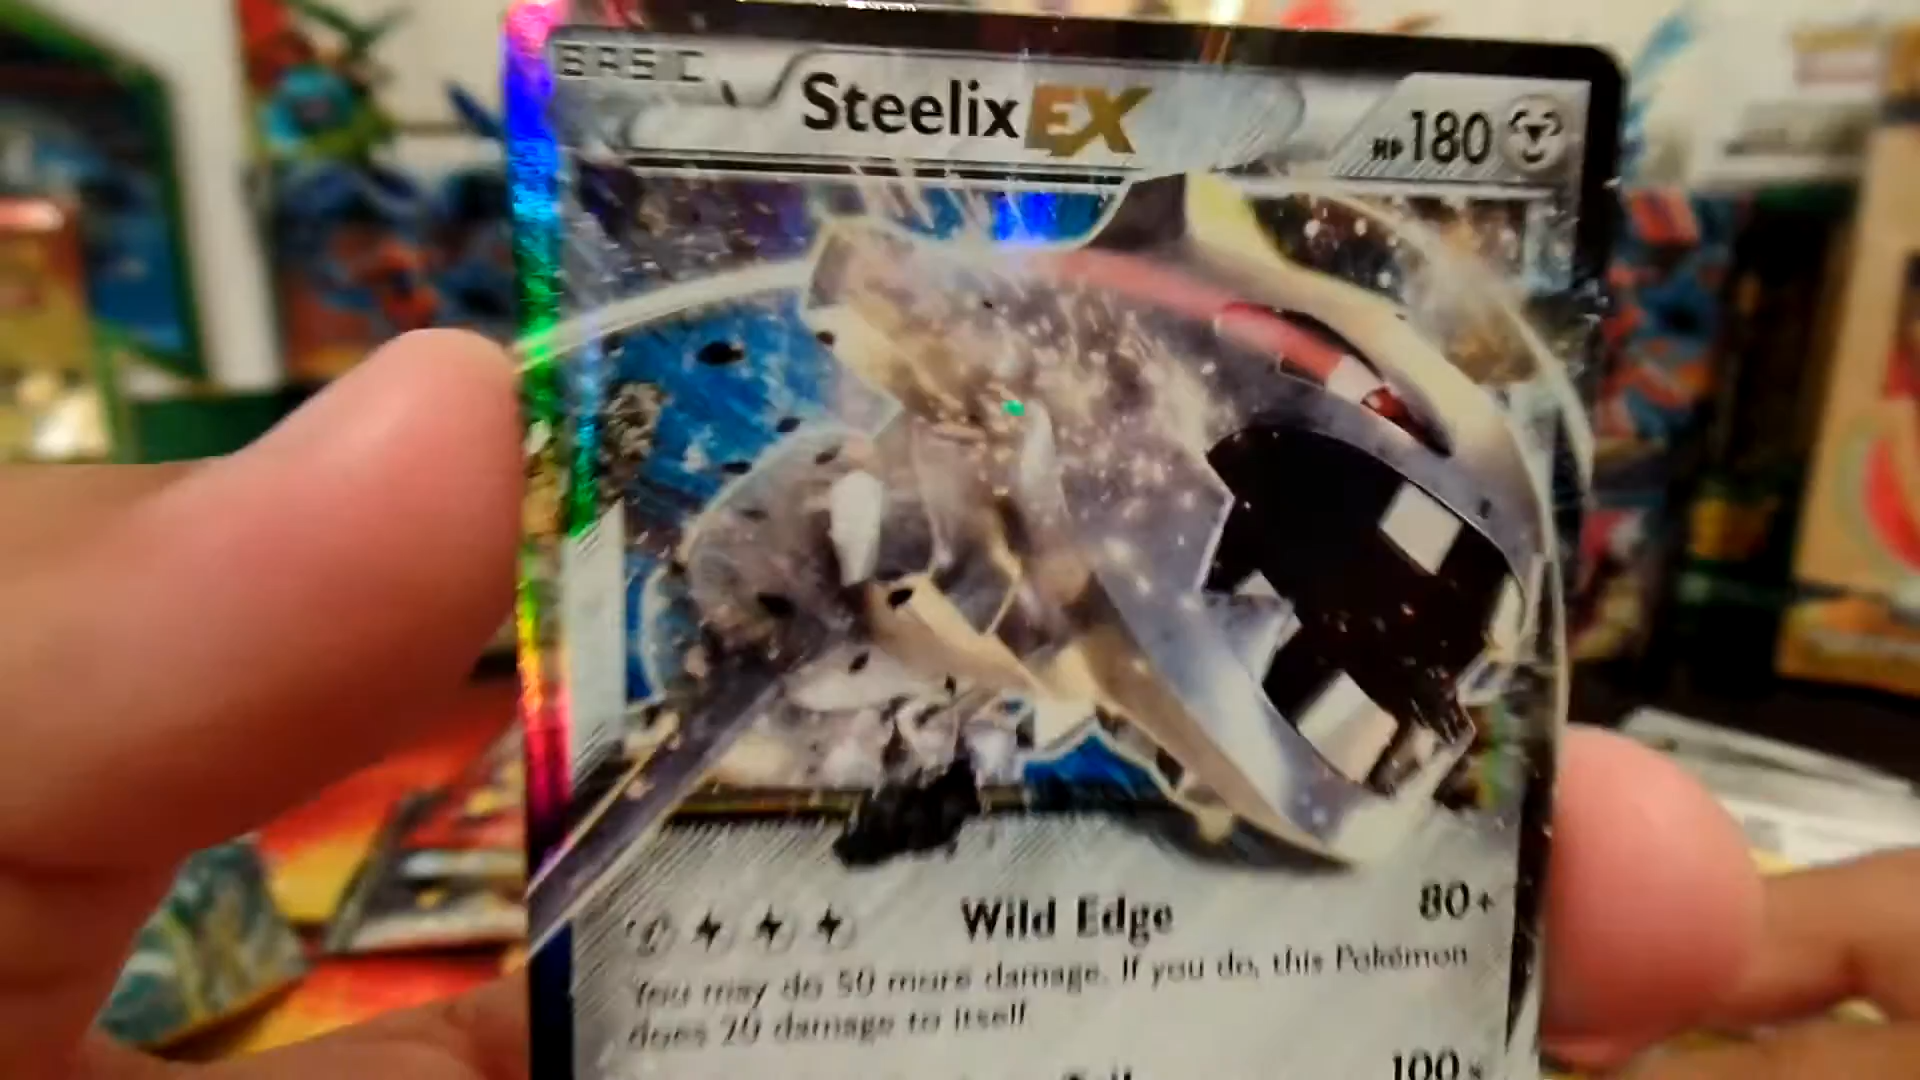 BASIC
Steelix EX
HP 180
Wild Edge 80+
You may do 50 more damage. If you do, this Pokémon
does 20 damage to itself.
100x